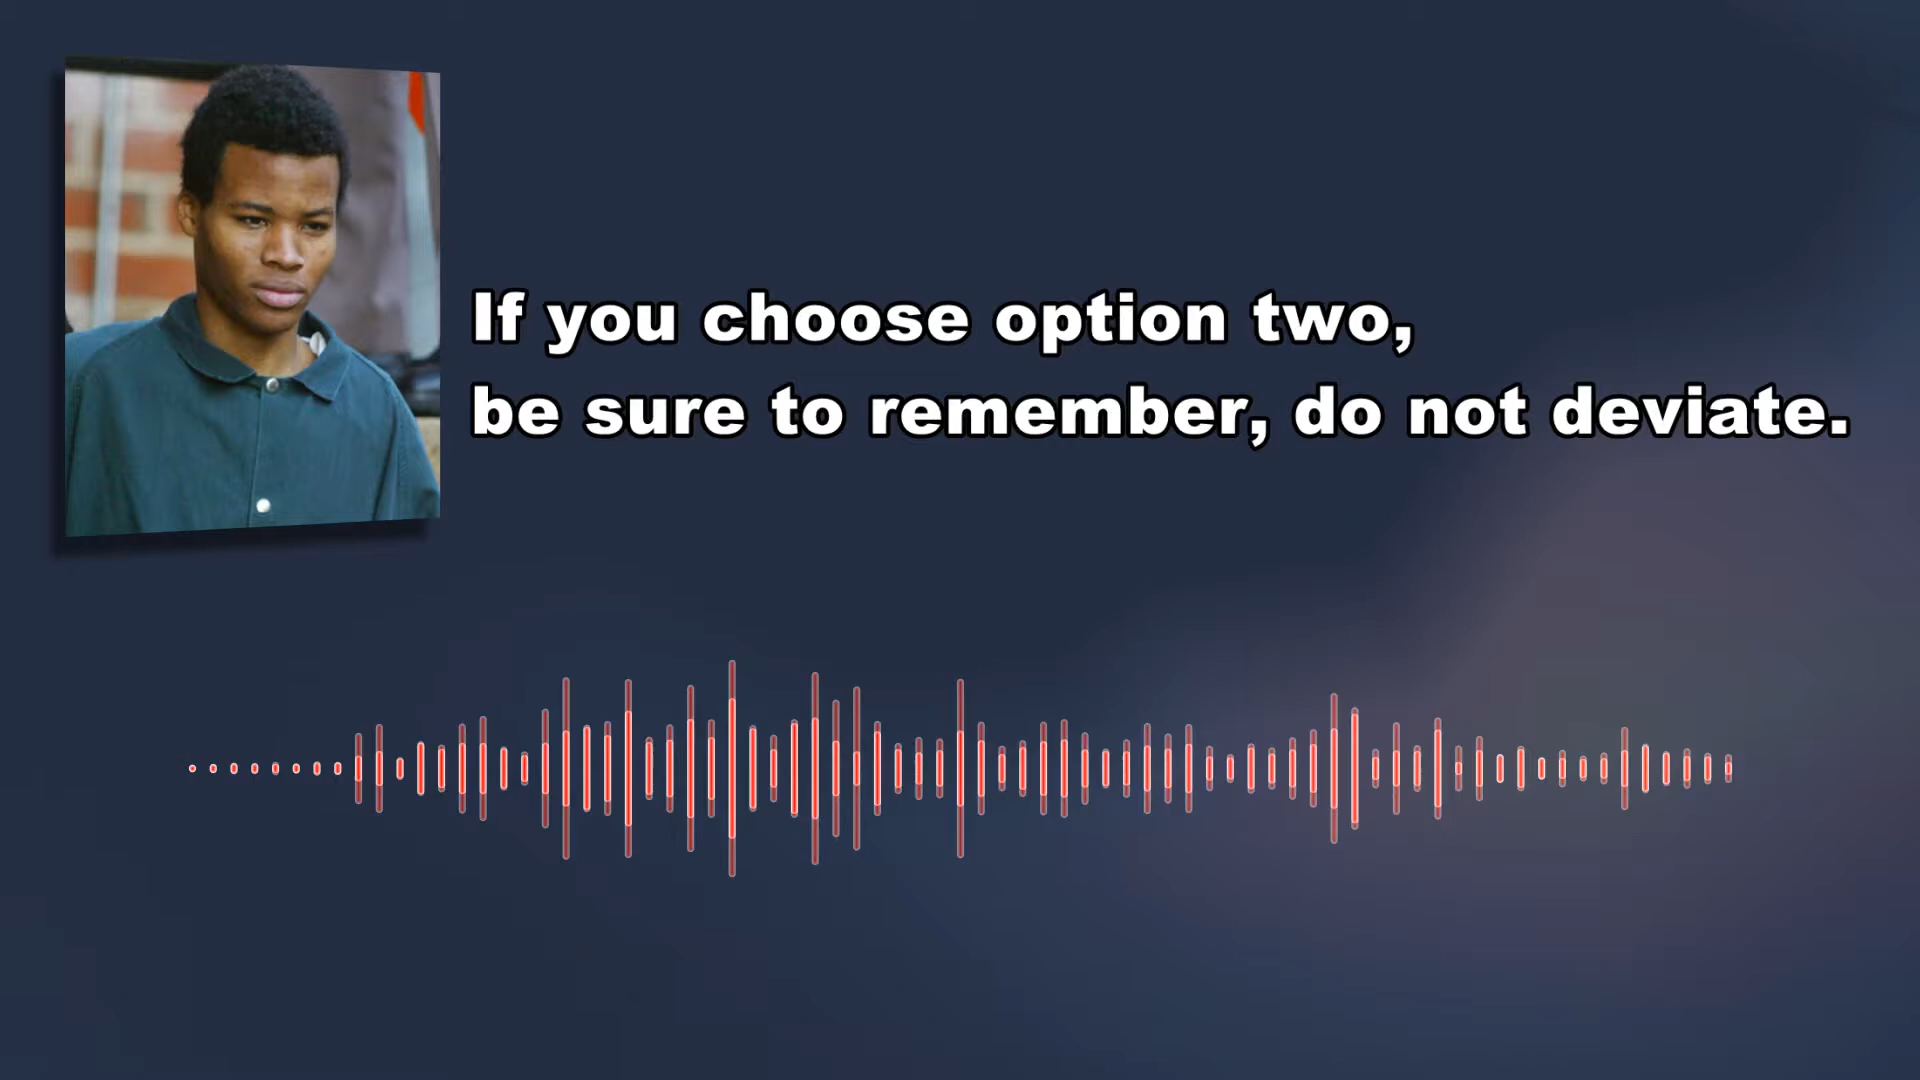 If you choose option two,
be sure to remember, do not deviate.